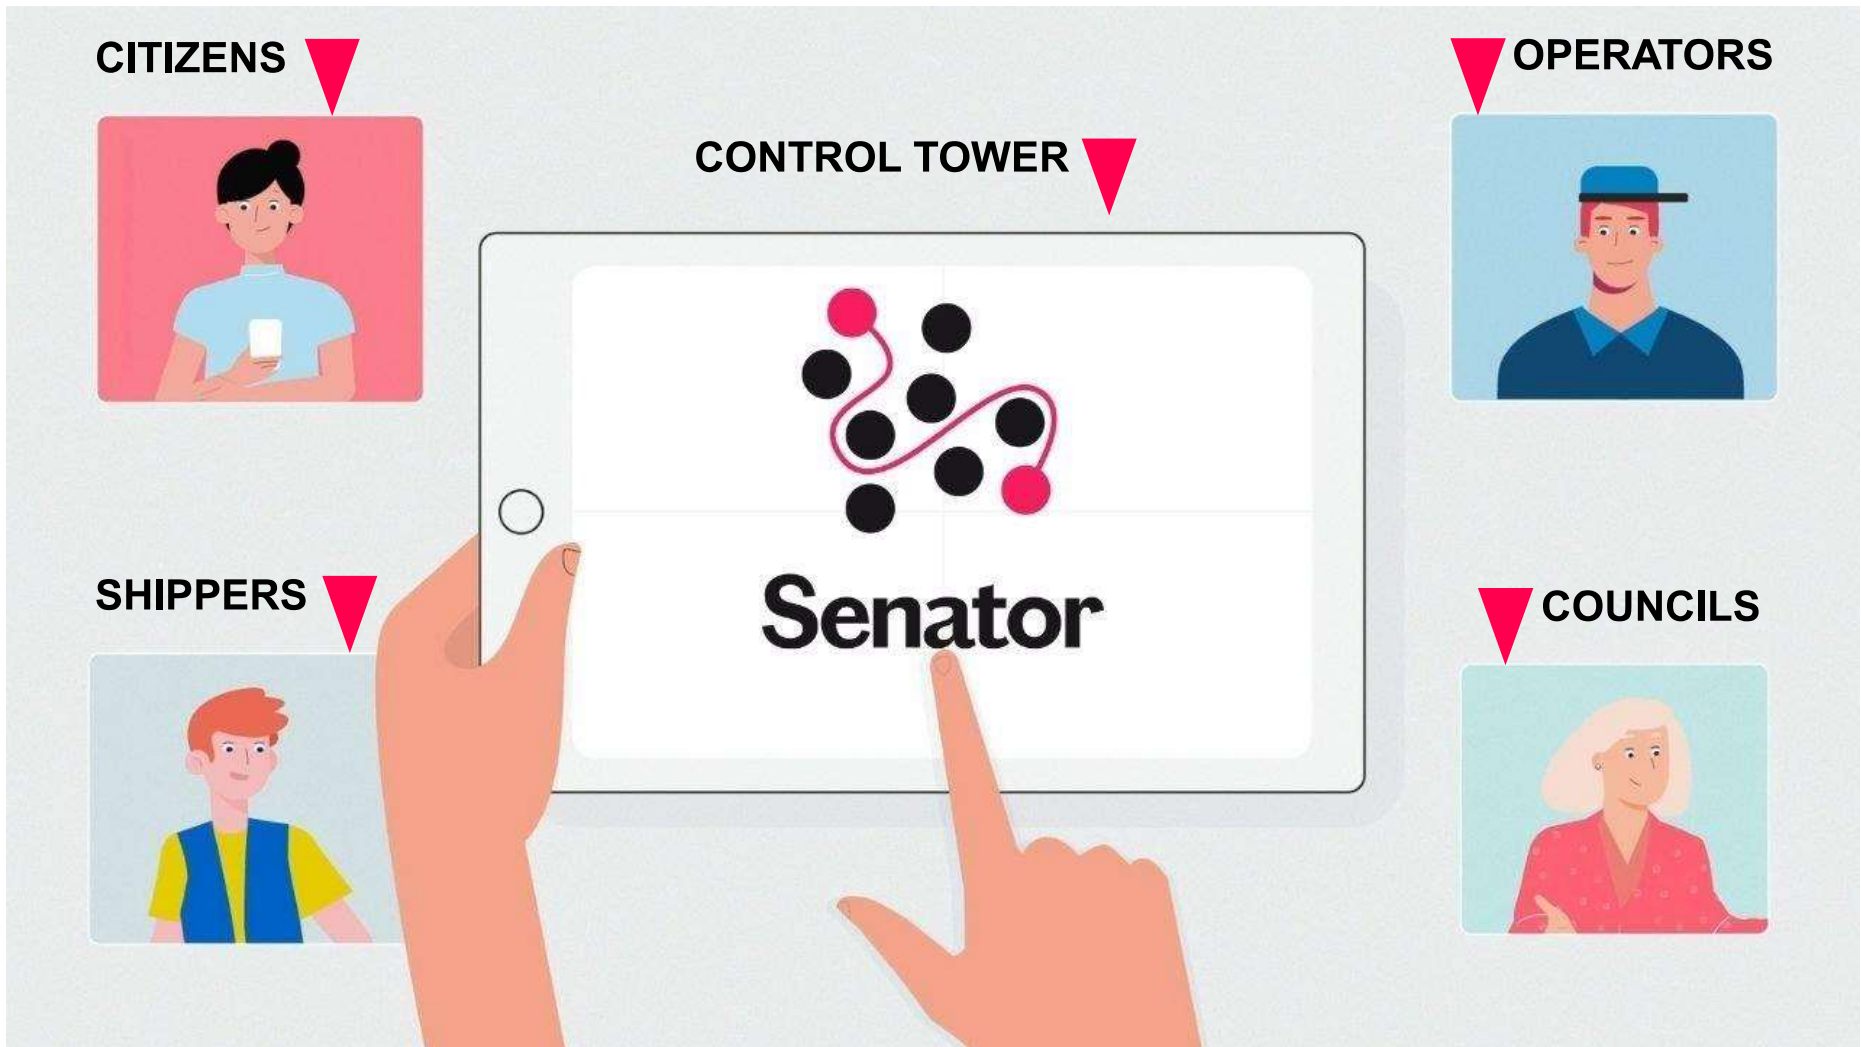 CITIZENS
OPERATORS
CONTROL TOWER
Senator
SHIPPERS
COUNCILS